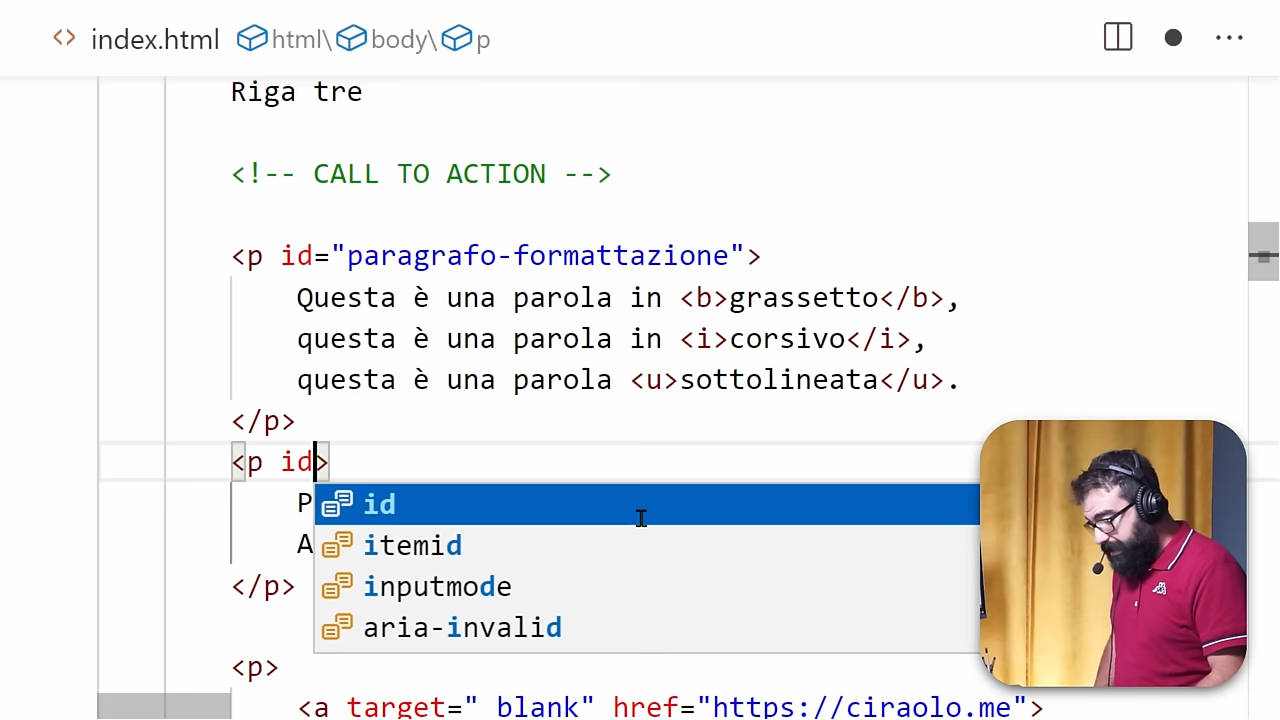 index.html html\ body\ p
Riga tre
<!-- CALL TO ACTION -->
<p id="paragrafo-formattazione">
Questa è una parola in <b>grassetto</b>,
questa è una parola in <i>corsivo</i>,
questa è una parola <u>sottolineata</u>.
</p>
<p id>
P
id
itemid
A
inputmode
</p>
aria-invalid
<p>
<a target="_blank" href="https://ciraolo.me">